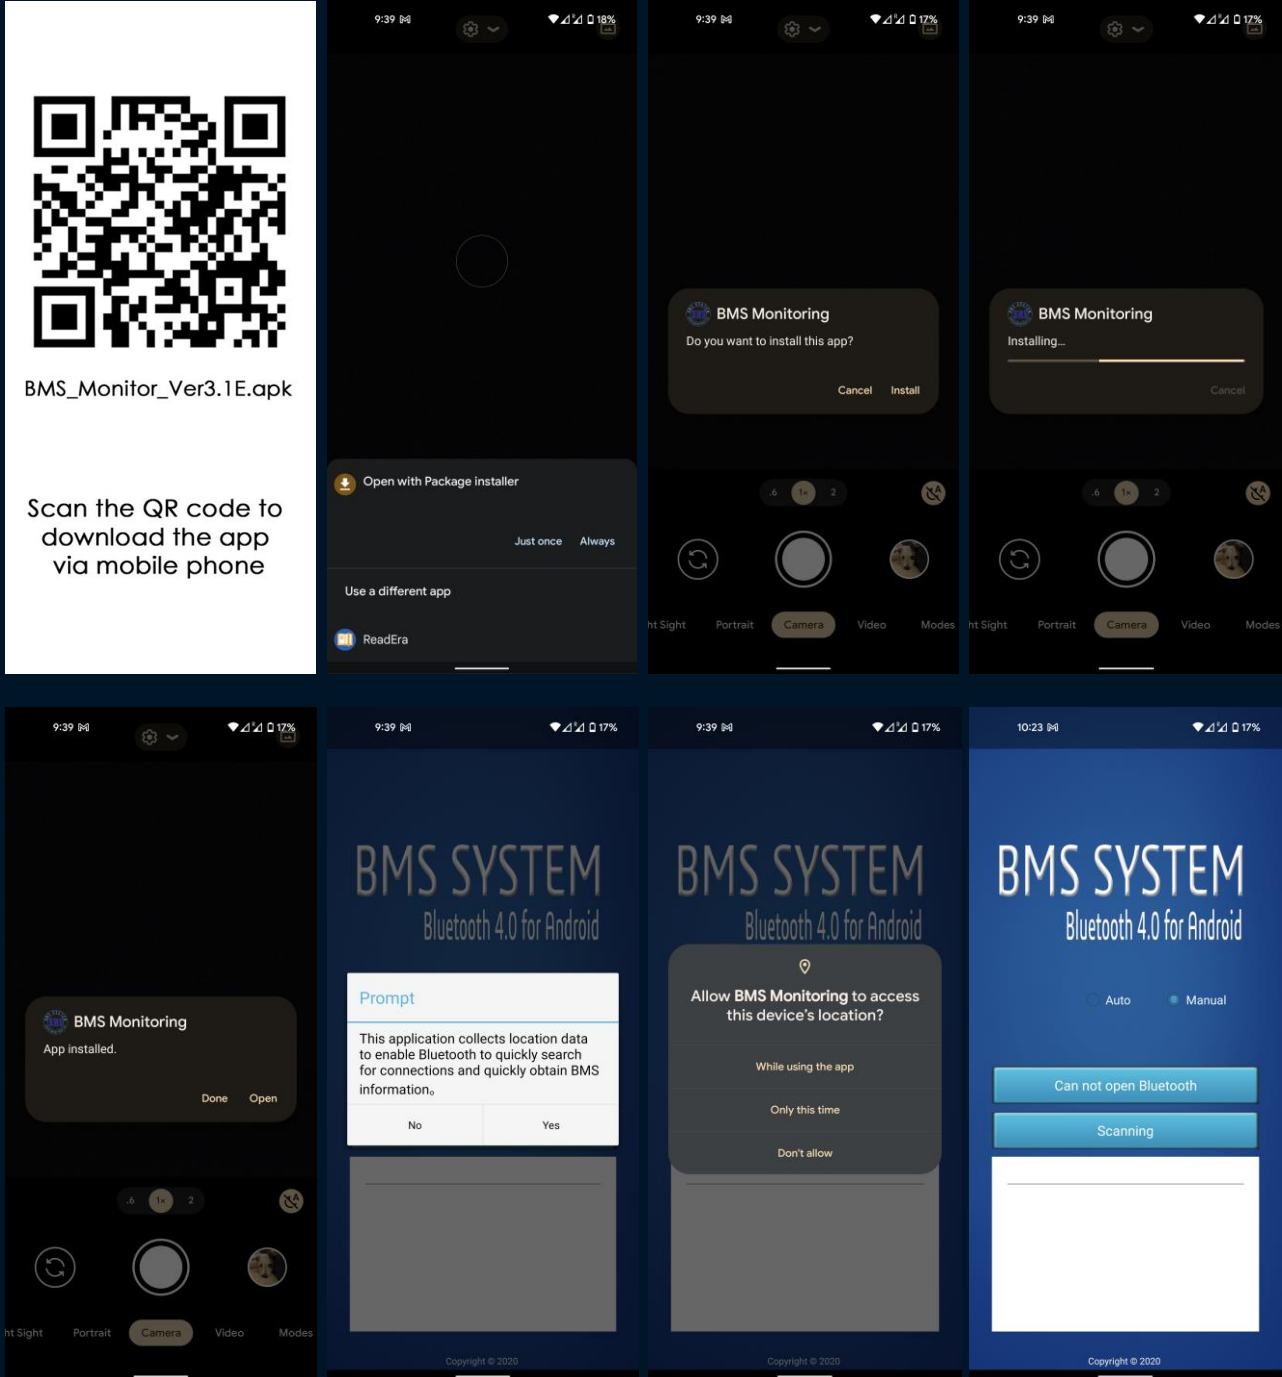 BMS_Monitor_Ver3.1E.apk
Scan the QR code to
download the app
via mobile phone
9:39
18%
Open with Package installer
Just once Always
Use a different app
ReadEra
9:39
17%
BMS Monitoring
Do you want to install this app?
Cancel Install
.6 1× 2
ht Sight Portrait Camera Video Modes
9:39
17%
BMS Monitoring
Installing...
Cancel
.6 1× 2
ht Sight Portrait Camera Video Modes
9:39
17%
BMS Monitoring
App installed.
Done Open
.6 1× 2
ht Sight Portrait Camera Video Modes
9:39
17%
BMS SYSTEM
Bluetooth 4.0 for Android
Prompt
This application collects location data
to enable Bluetooth to quickly search
for connections and quickly obtain BMS
information。
No Yes
Copyright © 2020
9:39
17%
BMS SYSTEM
Bluetooth 4.0 for Android
Allow BMS Monitoring to access
this device's location?
While using the app
Only this time
Don't allow
Copyright © 2020
10:23
17%
BMS SYSTEM
Bluetooth 4.0 for Android
Auto Manual
Can not open Bluetooth
Scanning
Copyright © 2020